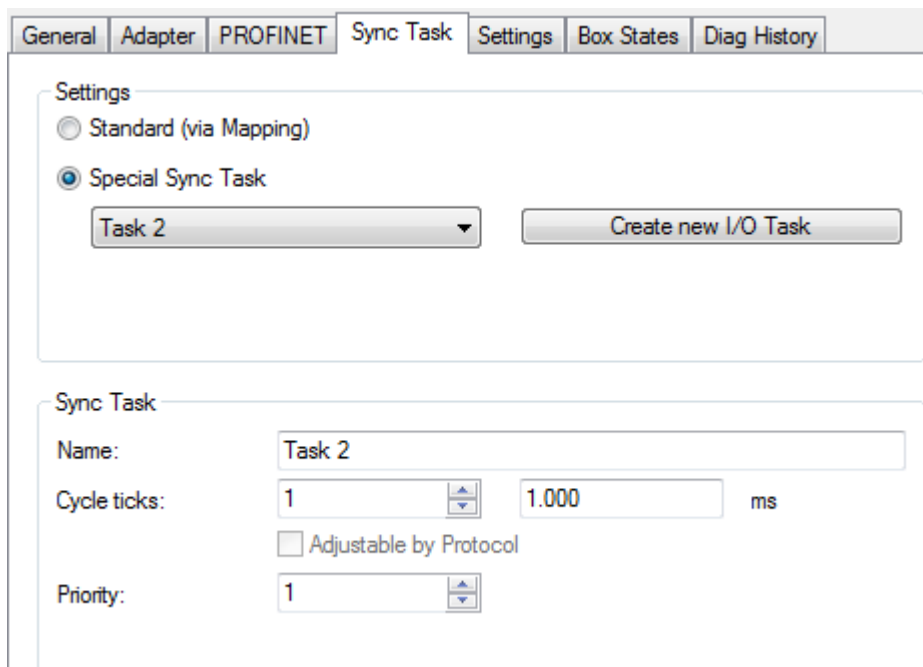 General Adapter PROFINET Sync Task Settings Box States Diag History
Settings
Standard (via Mapping)
Special Sync Task
Task 2 Create new I/O Task
Sync Task
Name: Task 2
Cycle ticks: 1 1.000 ms
Adjustable by Protocol
Priority: 1